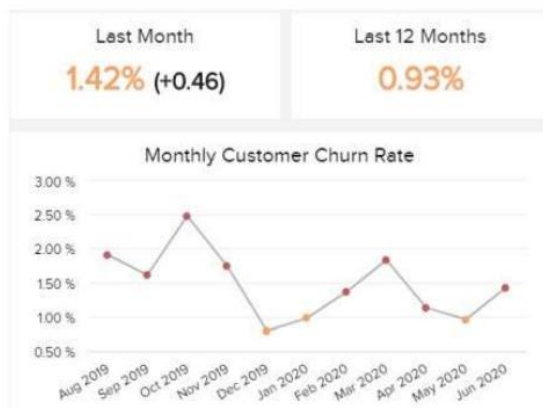 Last Month
1.42% (+0.46)
Last 12 Months
0.93%
Monthly Customer Churn Rate
3.00 %
2.50 %
2.00 %
1.50 %
1.00 %
0.50 %
Aug 2019 Sep 2019 Oct 2019 Nov 2019 Dec 2019 Jan 2020 Feb 2020 Mar 2020 Apr 2020 May 2020 Jun 2020